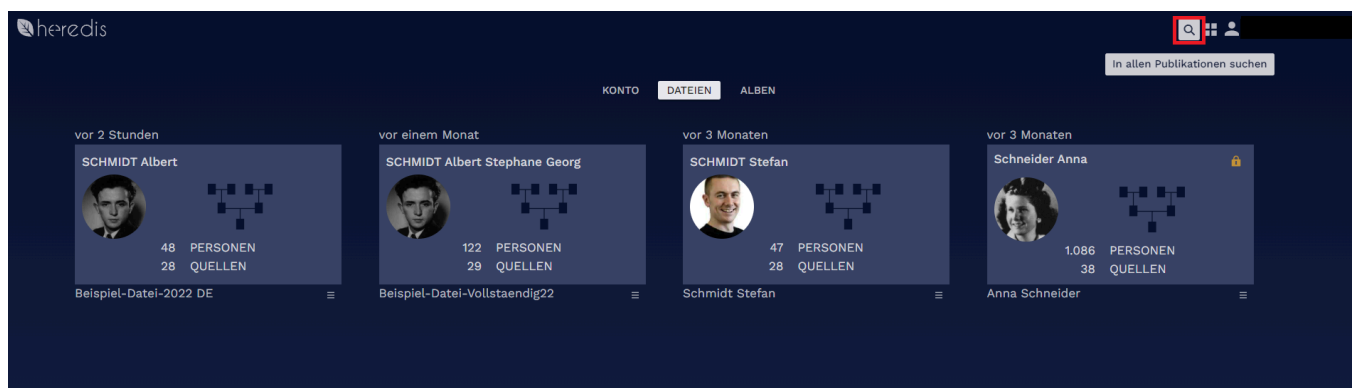 heredis
In allen Publikationen suchen
KONTO DATEIEN ALBEN
vor 2 Stunden
SCHMIDT Albert
48 PERSONEN
28 QUELLEN
Beispiel-Datei-2022 DE
vor einem Monat
SCHMIDT Albert Stephane Georg
122 PERSONEN
29 QUELLEN
Beispiel-Datei-Vollstaendig22
vor 3 Monaten
SCHMIDT Stefan
47 PERSONEN
28 QUELLEN
Schmidt Stefan
vor 3 Monaten
Schneider Anna
1.086 PERSONEN
38 QUELLEN
Anna Schneider